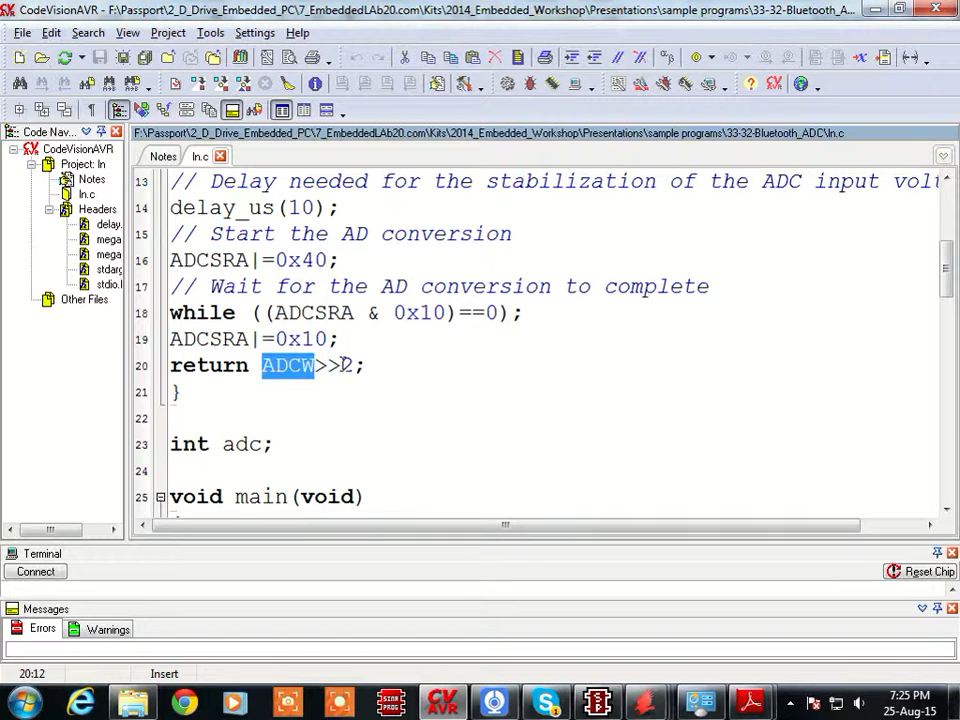 F:\Passport\2_D_Drive_Embedded_PC\7_EmbeddedLAb20.com\Kits\2014_Embedded_Workshop\Presentations\sample programs\33-32-Bluetooth_A...
File Edit Search View Project Tools Settings Help
Code Nav...
F:\Passport\2_D_Drive_Embedded_PC\7_EmbeddedLAb20.com\Kits\2014_Embedded_Workshop\Presentations\sample programs\33-32-Bluetooth_ADC\ln.c
CodeVisionAVR
Project: ln
Notes
ln.c
Headers
delay.
mega
mega
stdarg
stdio.l
Other Files
Notes ln.c
13 // Delay needed for the stabilization of the ADC input volt
14 delay_us(10);
15 // Start the AD conversion
16 ADCSRA|=0x40;
17 // Wait for the AD conversion to complete
18 while ((ADCSRA & 0x10)==0);
19 ADCSRA|=0x10;
20 return ADCW>>2;
21 }
22
23 int adc;
24
25 void main(void)
Terminal
Connect
Reset Chip
Messages
Errors Warnings
20:12 Insert
7:25 PM
25-Aug-15